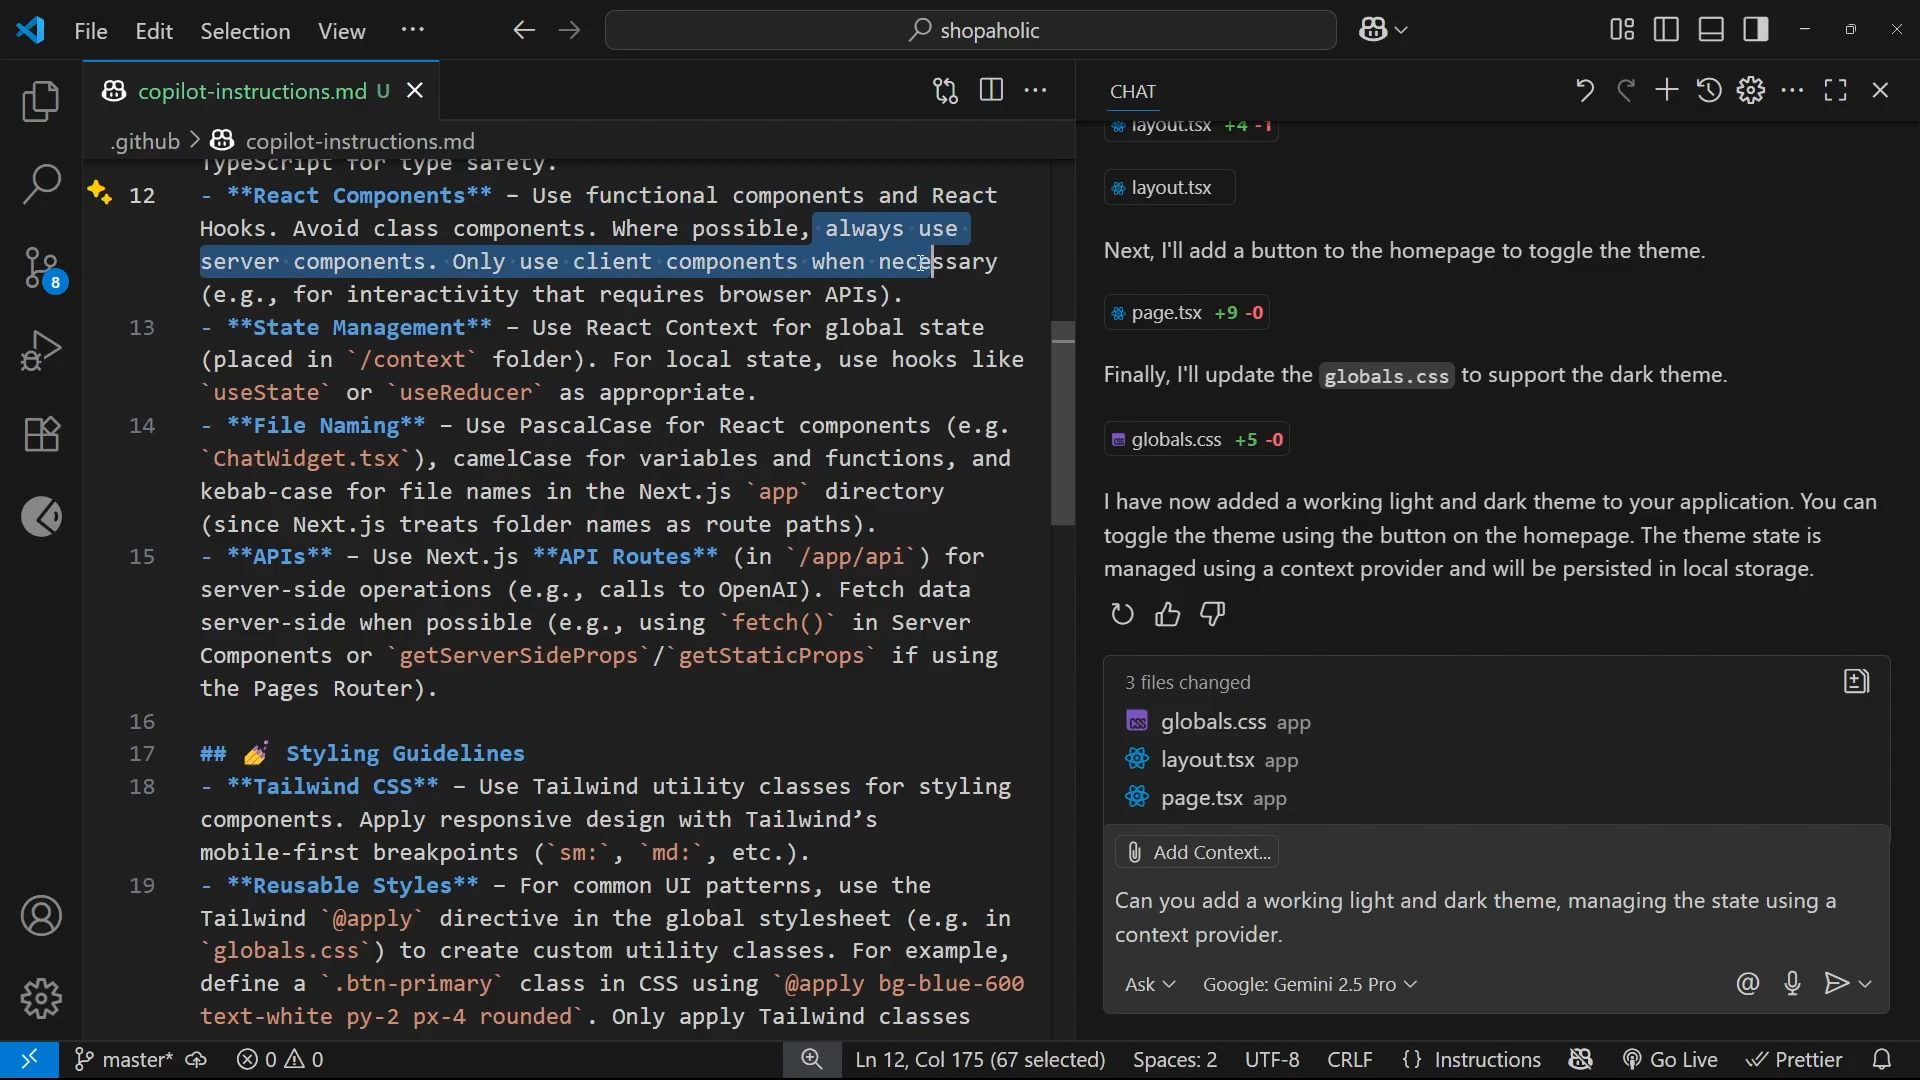 File Edit Selection View ··· shopaholic
copilot-instructions.md U
.github > copilot-instructions.md
TypeScript for type safety.
12 - **React Components** – Use functional components and React
Hooks. Avoid class components. Where possible, always use
server components. Only use client components when necessary
(e.g., for interactivity that requires browser APIs).
13 - **State Management** – Use React Context for global state
(placed in `/context` folder). For local state, use hooks like
`useState` or `useReducer` as appropriate.
14 - **File Naming** – Use PascalCase for React components (e.g.
`ChatWidget.tsx`), camelCase for variables and functions, and
kebab-case for file names in the Next.js `app` directory
(since Next.js treats folder names as route paths).
15 - **APIs** – Use Next.js **API Routes** (in `/app/api`) for
server-side operations (e.g., calls to OpenAI). Fetch data
server-side when possible (e.g., using `fetch()` in Server
Components or `getServerSideProps`/`getStaticProps` if using
the Pages Router).
16
17 ## 💅 Styling Guidelines
18 - **Tailwind CSS** – Use Tailwind utility classes for styling
components. Apply responsive design with Tailwind’s
mobile-first breakpoints (`sm:`, `md:`, etc.).
19 - **Reusable Styles** – For common UI patterns, use the
Tailwind `@apply` directive in the global stylesheet (e.g. in
`globals.css`) to create custom utility classes. For example,
define a `.btn-primary` class in CSS using `@apply bg-blue-600
text-white py-2 px-4 rounded`. Only apply Tailwind classes
8
CHAT
layout.tsx +4 -1
layout.tsx
Next, I'll add a button to the homepage to toggle the theme.
page.tsx +9 -0
Finally, I'll update the globals.css to support the dark theme.
globals.css +5 -0
I have now added a working light and dark theme to your application. You can
toggle the theme using the button on the homepage. The theme state is
managed using a context provider and will be persisted in local storage.
3 files changed
globals.css app
layout.tsx app
page.tsx app
Add Context...
Can you add a working light and dark theme, managing the state using a
context provider.
Ask Google: Gemini 2.5 Pro @
master* 0 0 Ln 12, Col 175 (67 selected) Spaces: 2 UTF-8 CRLF {} Instructions Go Live Prettier